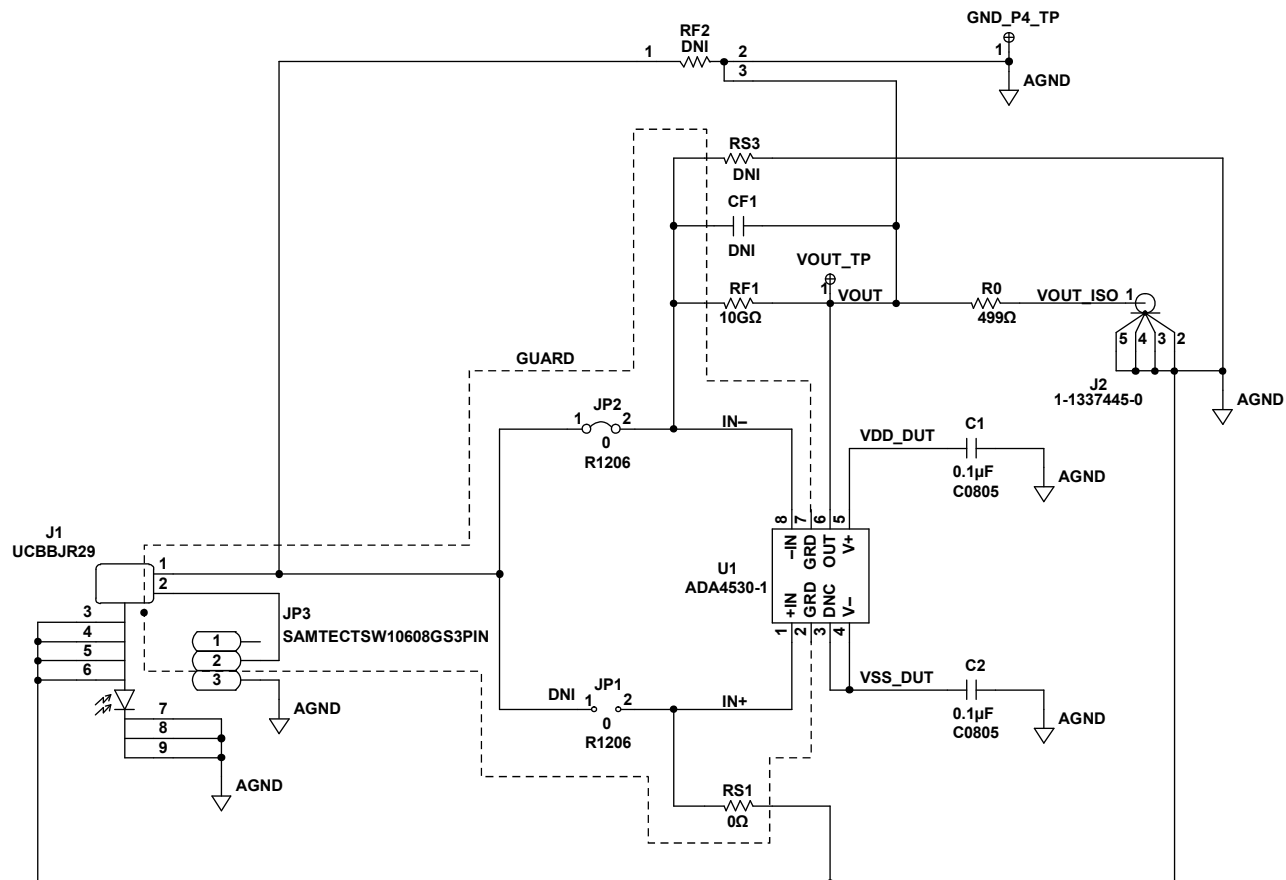 GND_P4_TP
1
AGND
RF2
DNI
1
2
3
RS3
DNI
CF1
DNI
VOUT_TP
1
VOUT
RF1
10GΩ
R0
499Ω
VOUT_ISO 1
5 4 3 2
J2
1-1337445-0
AGND
GUARD
JP2
1 2
0
R1206
IN–
VDD_DUT
C1
0.1µF
C0805
AGND
J1
UCBBJR29
1
2
3
4
5
6
7
8
9
AGND
JP3
SAMTECTSW10608GS3PIN
1
2
3
AGND
U1
ADA4530-1
8 7 6 5
–IN GRD OUT V+
+IN GRD DNC V–
1 2 3 4
DNI
JP1
1 2
0
R1206
IN+
VSS_DUT
C2
0.1µF
C0805
AGND
RS1
0Ω